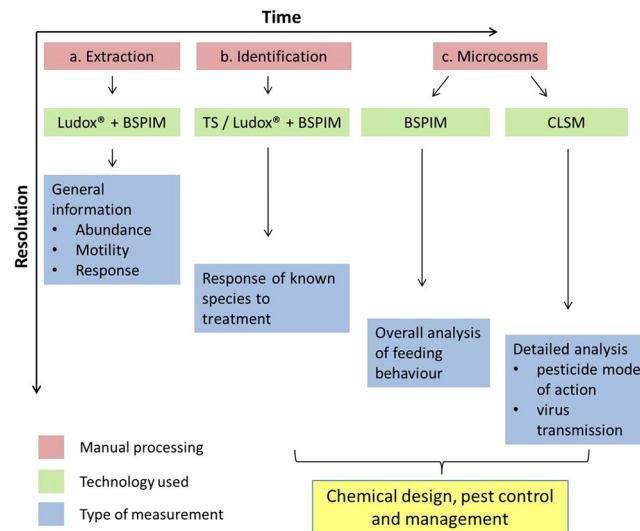 Time
Resolution
a. Extraction
b. Identification
c. Microcosms
Ludox® + BSPIM
TS / Ludox® + BSPIM
BSPIM
CLSM
General
information
• Abundance
• Motility
• Response
Response of known
species to
treatment
Overall analysis
of feeding
behaviour
Detailed analysis
• pesticide mode
of action
• virus
transmission
Manual processing
Technology used
Type of measurement
Chemical design, pest control
and management